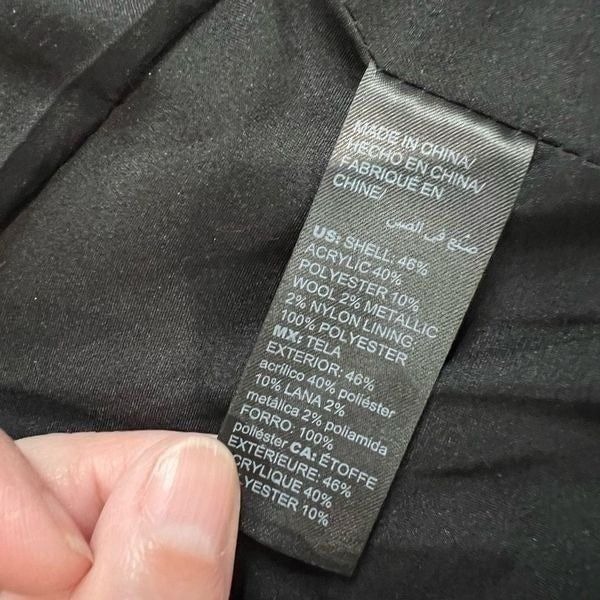 MADE IN CHINA/
HECHO EN CHINA/
FABRIQUÉ EN
CHINE/
صنع في الصين
US: SHELL: 46%
ACRYLIC 40%
POLYESTER 10%
WOOL 2% METALLIC
2% NYLON LINING
100% POLYESTER
MX: TELA
EXTERIOR: 46%
acrílico 40% poliéster
10% LANA 2%
metálica 2% poliamida
FORRO: 100%
poliéster CA: ÉTOFFE
EXTÉRIEURE: 46%
CRYLIQUE 40%
YESTER 10%